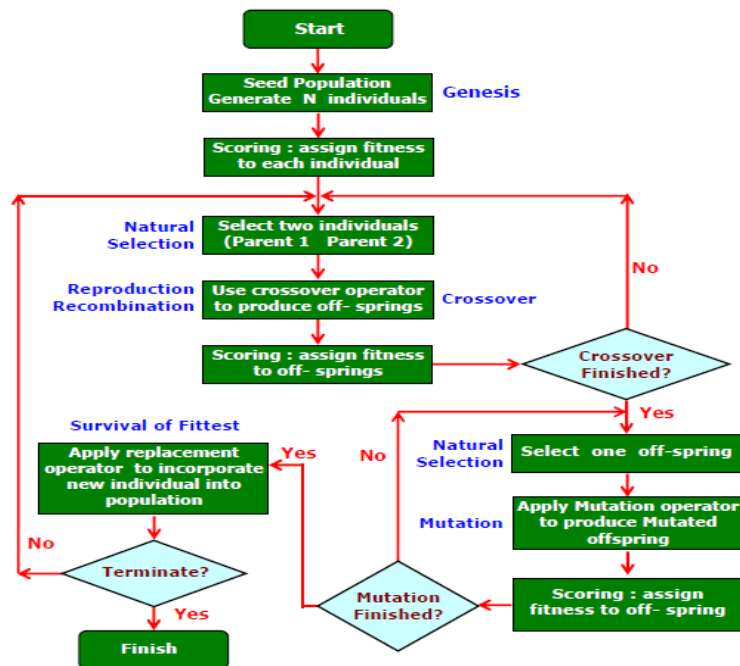 Start
Seed Population
Generate N individuals
Genesis
Scoring : assign fitness
to each individual
Natural
Selection
Select two individuals
(Parent 1 Parent 2)
No
Reproduction
Recombination
Use crossover operator
to produce off- springs
Crossover
Scoring : assign fitness
to off- springs
Crossover
Finished?
Yes
Survival of Fittest
Apply replacement
operator to incorporate
new individual into
population
Yes
No
Natural
Selection
Select one off-spring
Mutation
Apply Mutation operator
to produce Mutated
offspring
No
Terminate?
Mutation
Finished?
Scoring : assign
fitness to off- spring
Yes
Finish